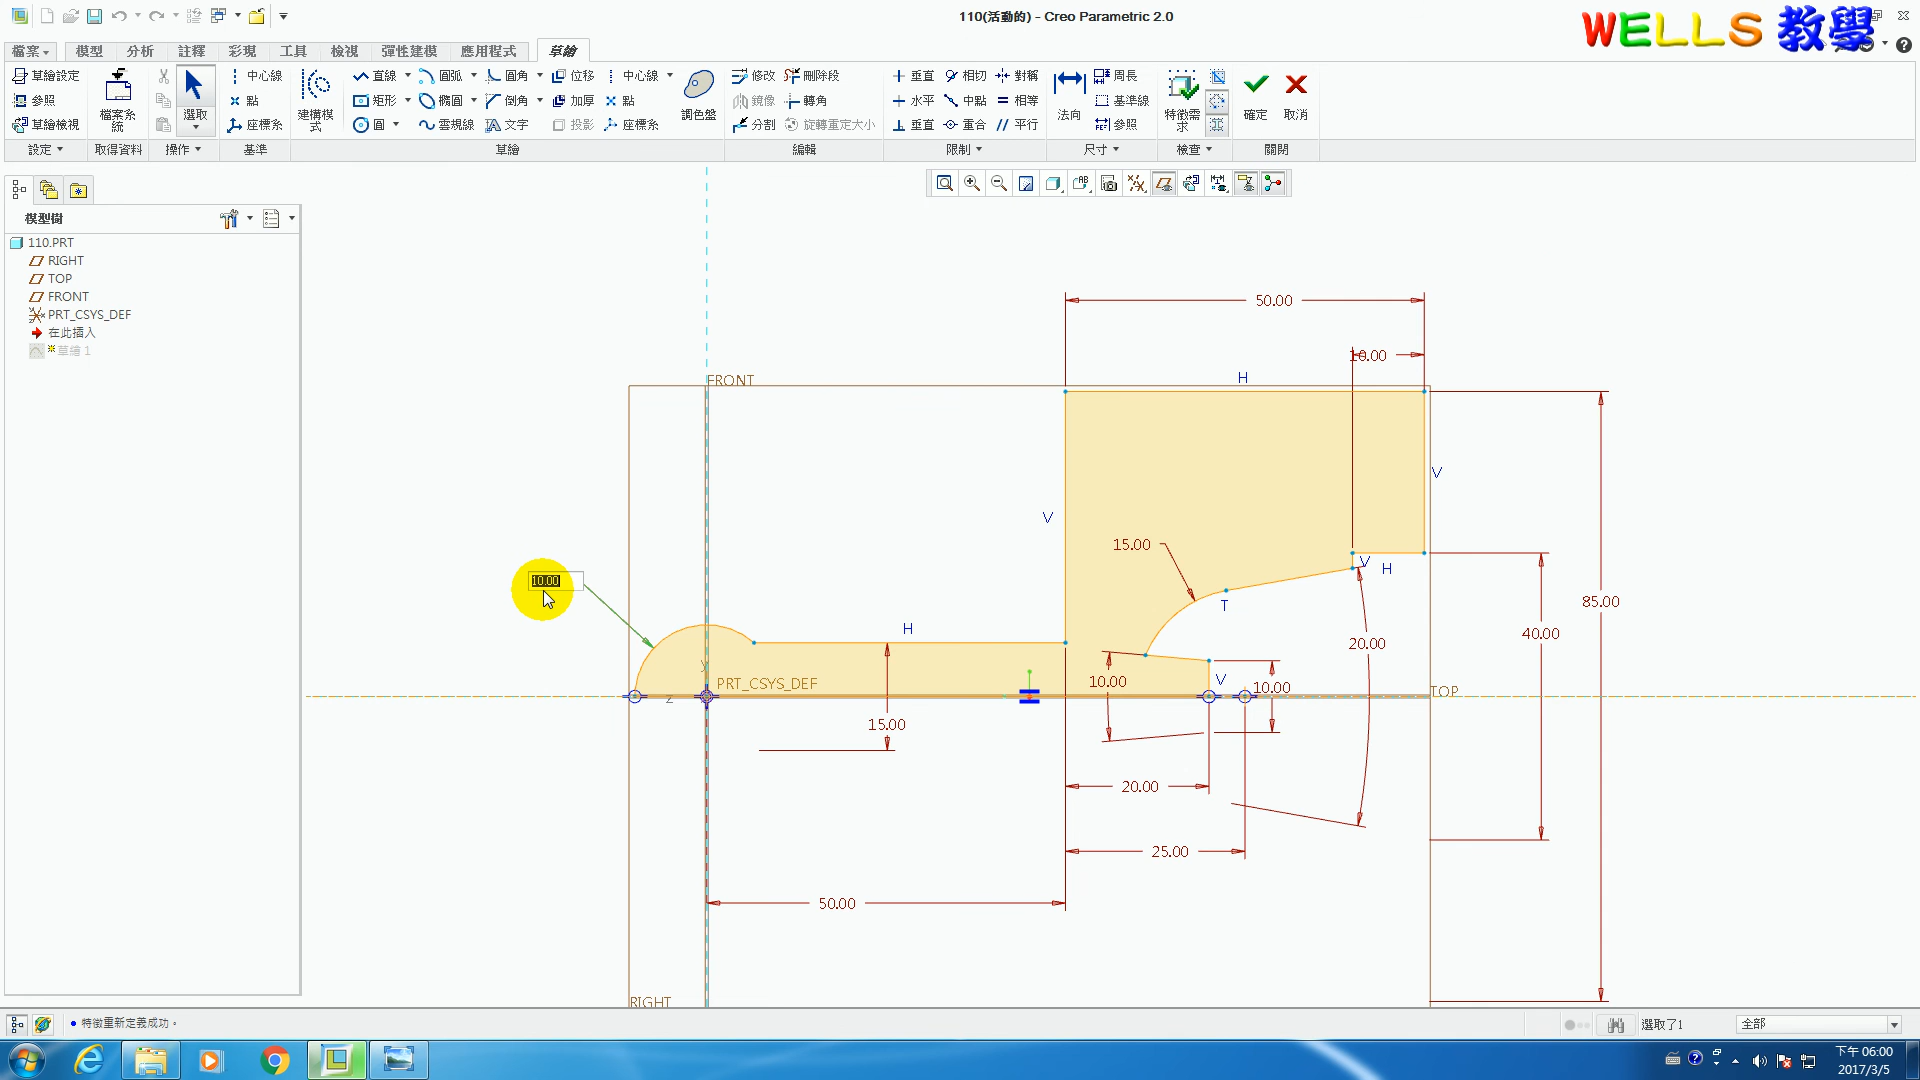 110(活動的) - Creo Parametric 2.0
WELLS 教學
檔案 模型 分析 註釋 彩現 工具 檢視 彈性建模 應用程式 草繪
草繪設定 中心線 直線 圓弧 圓角 位移 中心線 修改 刪除段 垂直 相切 對稱 周長
參照 點 矩形 橢圓 倒角 加厚 點 鏡像 轉角 水平 中點 相等 基準線
草繪檢視 座標系 圓 雲規線 文字 投影 座標系 分割 旋轉重定大小 垂直 重合 平行 參照
檔案系統 選取 建構模式 調色盤 法向 特徵需求 確定 取消
設定 取得資料 操作 基準 草繪 編輯 限制 尺寸 檢查 關閉
模型樹
110.PRT
RIGHT
TOP
FRONT
PRT_CSYS_DEF
在此插入
草繪 1
50.00
10.00
FRONT
H
V
V
15.00
V
H
10.00
T
85.00
H
40.00
20.00
y
PRT_CSYS_DEF
V
10.00
10.00
TOP
z
15.00
20.00
25.00
50.00
RIGHT
特徵重新定義成功。
選取了1
全部
下午 06:00
2017/3/5